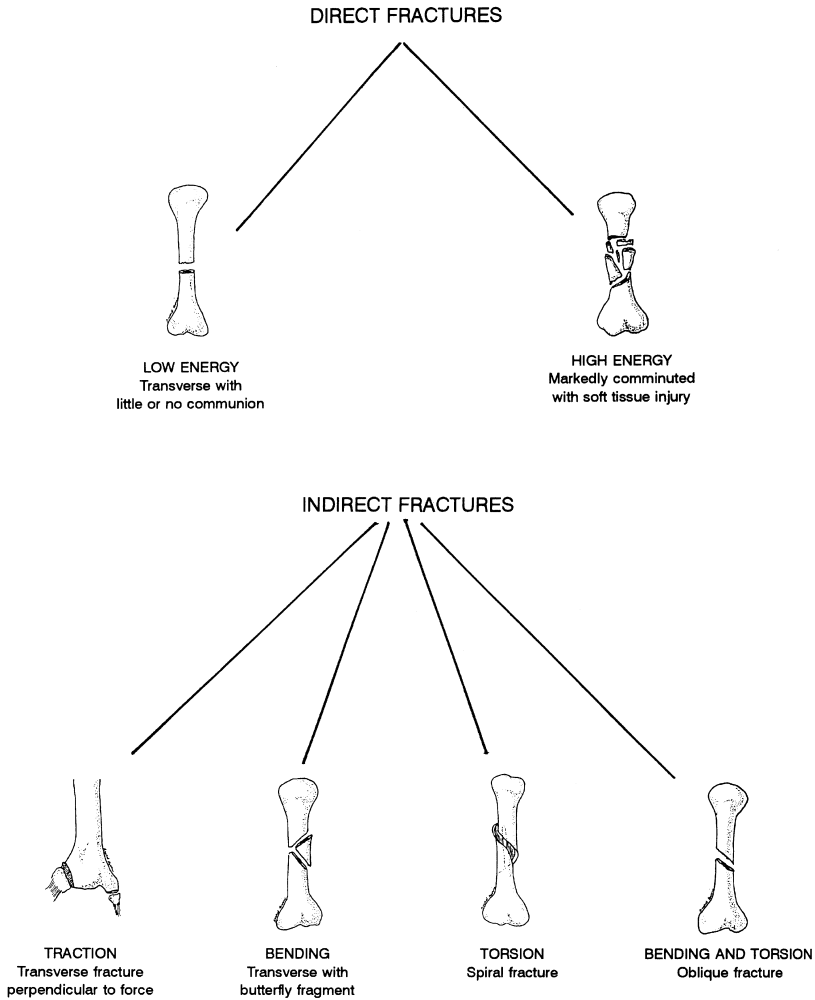 DIRECT FRACTURES
LOW ENERGY
Transverse with
little or no communion
HIGH ENERGY
Markedly comminuted
with soft tissue injury
INDIRECT FRACTURES
TRACTION
Transverse fracture
perpendicular to force
BENDING
Transverse with
butterfly fragment
TORSION
Spiral fracture
BENDING AND TORSION
Oblique fracture